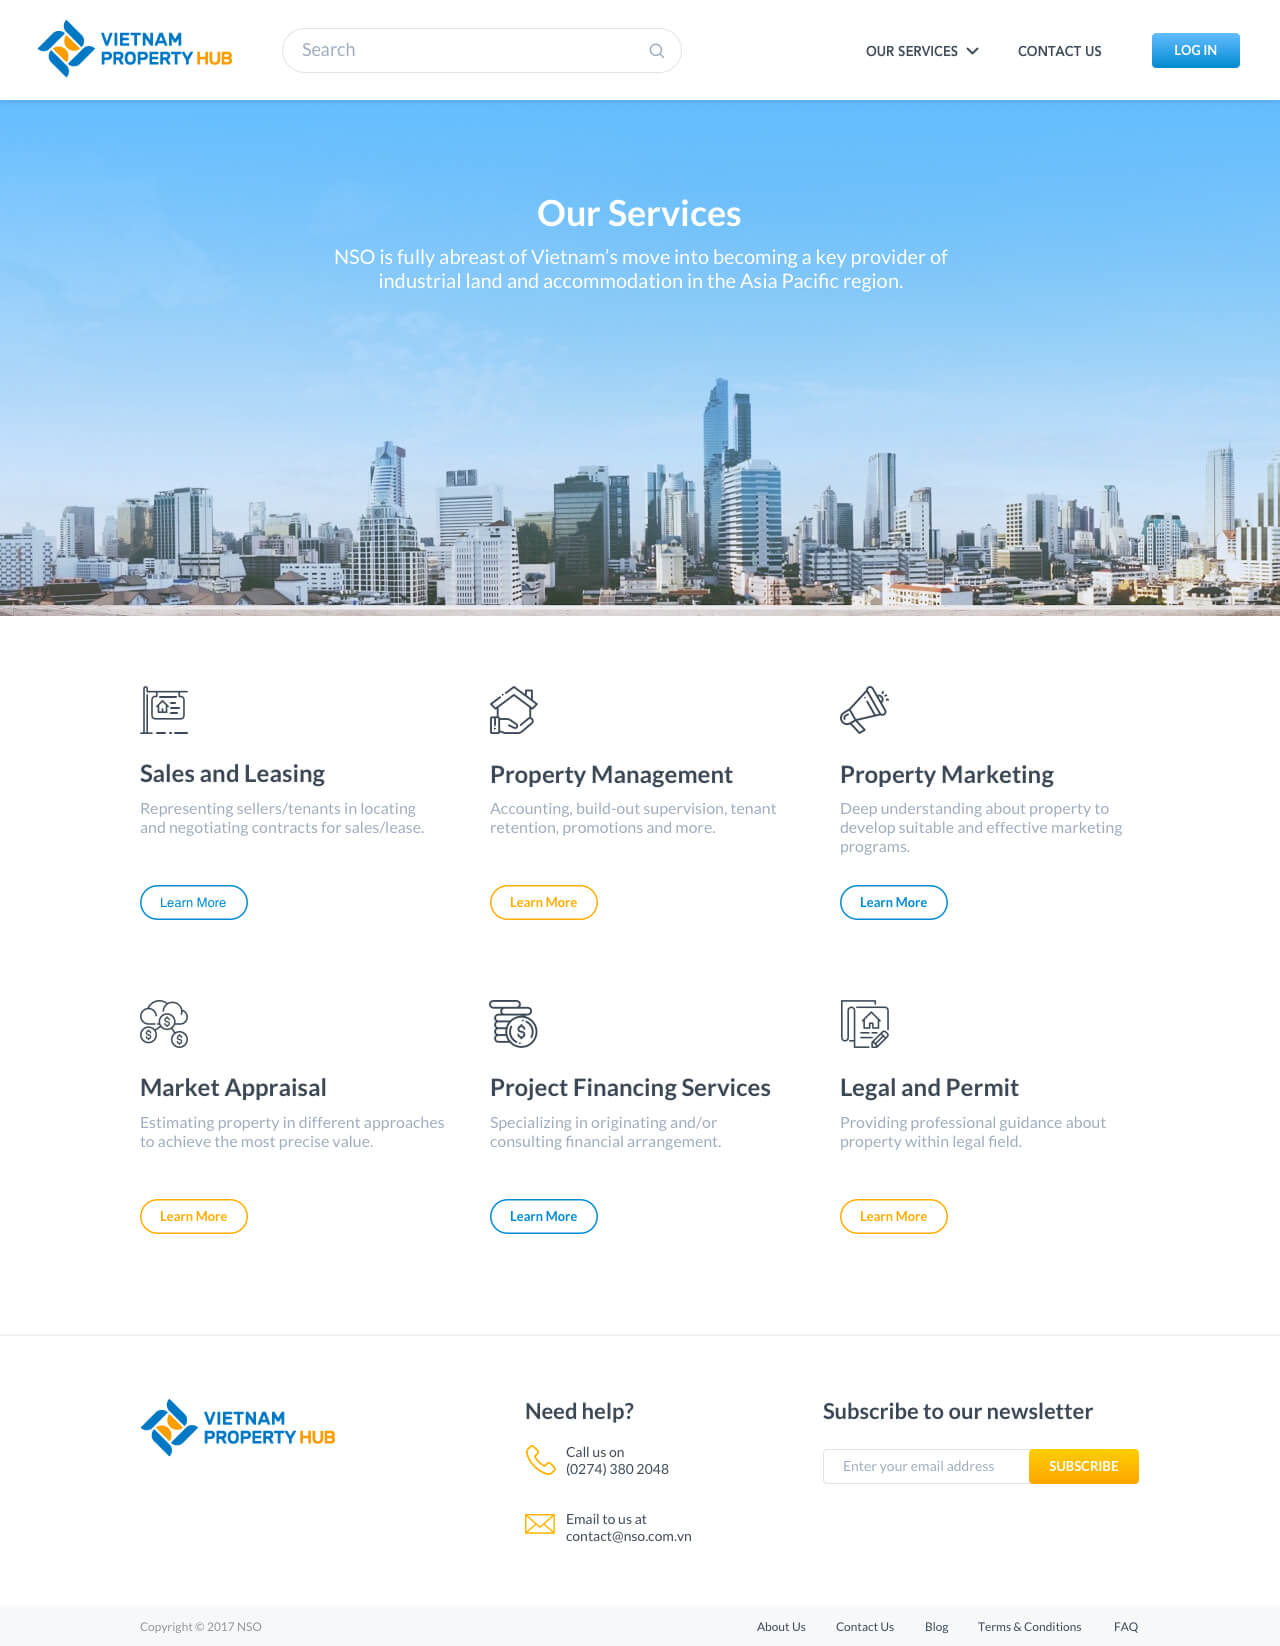 VIETNAM
PROPERTY HUB
Search
OUR SERVICES
CONTACT US
LOG IN
Our Services
NSO is fully abreast of Vietnam's move into becoming a key provider of
industrial land and accommodation in the Asia Pacific region.
Sales and Leasing
Representing sellers/tenants in locating
and negotiating contracts for sales/lease.
Learn More
Property Management
Accounting, build-out supervision, tenant
retention, promotions and more.
Learn More
Property Marketing
Deep understanding about property to
develop suitable and effective marketing
programs.
Learn More
Market Appraisal
Estimating property in different approaches
to achieve the most precise value.
Learn More
Project Financing Services
Specializing in originating and/or
consulting financial arrangement.
Learn More
Legal and Permit
Providing professional guidance about
property within legal field.
Learn More
VIETNAM
PROPERTY HUB
Need help?
Call us on
(0274) 380 2048
Email to us at
contact@nso.com.vn
Subscribe to our newsletter
Enter your email address
SUBSCRIBE
Copyright © 2017 NSO
About Us
Contact Us
Blog
Terms & Conditions
FAQ